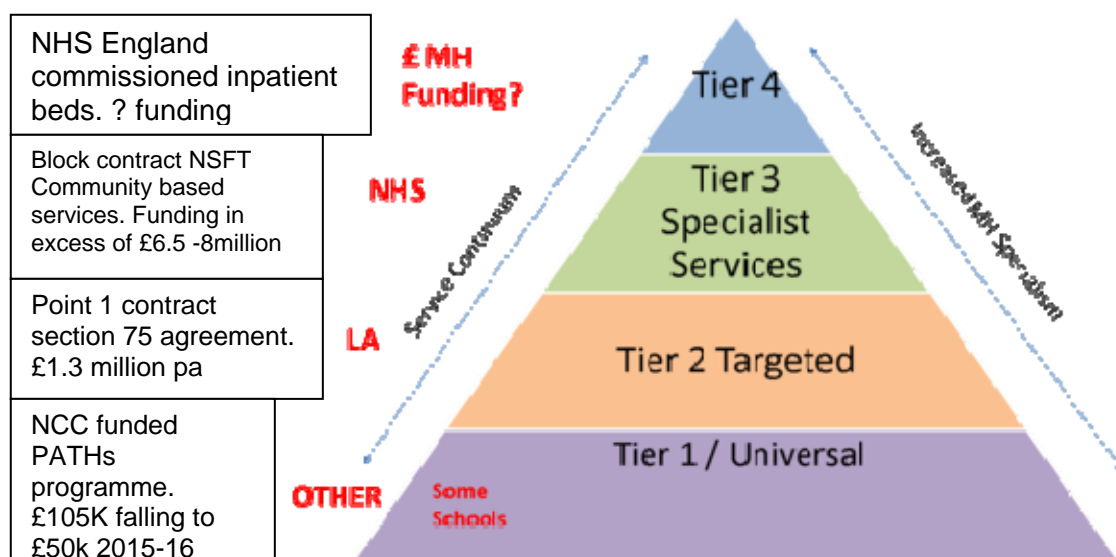 NHS England
commissioned inpatient
beds. ? funding
Block contract NSFT
Community based
services. Funding in
excess of £6.5 -8million
Point 1 contract
section 75 agreement.
£1.3 million pa
NCC funded
PATHs
programme.
£105K falling to
£50k 2015-16
£ MH
Funding?
NHS
LA
OTHER
Some
Schools
Service Continuum
Tier 4
Tier 3
Specialist
Services
Tier 2 Targeted
Tier 1 / Universal
Increased MH Specialism